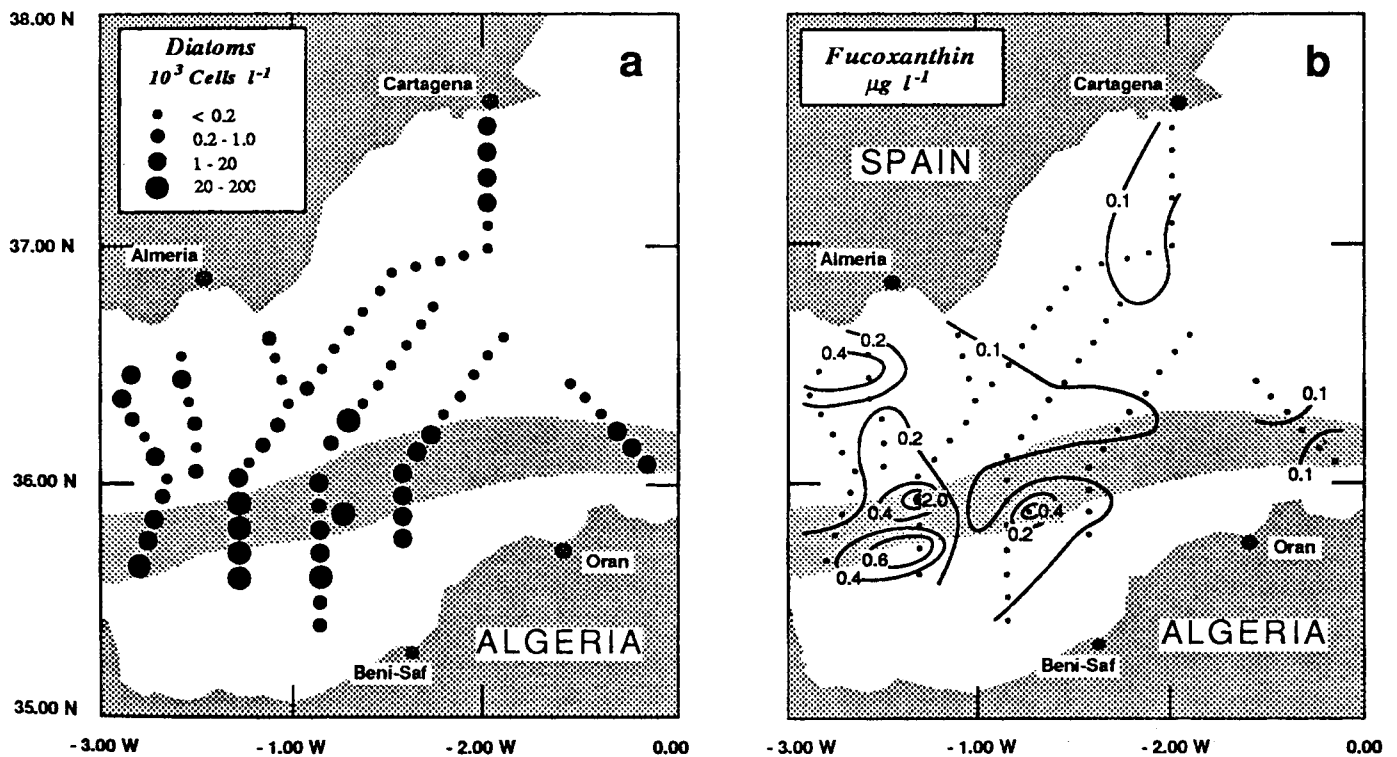 38.00 N
37.00 N
36.00 N
35.00 N
Diatoms
10³ Cells l⁻¹
< 0.2
0.2 - 1.0
1 - 20
20 - 200
a
Cartagena
Almeria
Oran
ALGERIA
Beni-Saf
- 3.00 W
- 1.00 W
- 2.00 W
0.00
Fucoxanthin
µg l⁻¹
b
Cartagena
SPAIN
0.1
Almeria
0.2
0.4
0.1
0.1
0.2
2.0
0.4
0.4
0.2
0.1
0.6
0.4
Oran
ALGERIA
Beni-Saf
- 3.00 W
- 1.00 W
- 2.00 W
0.00